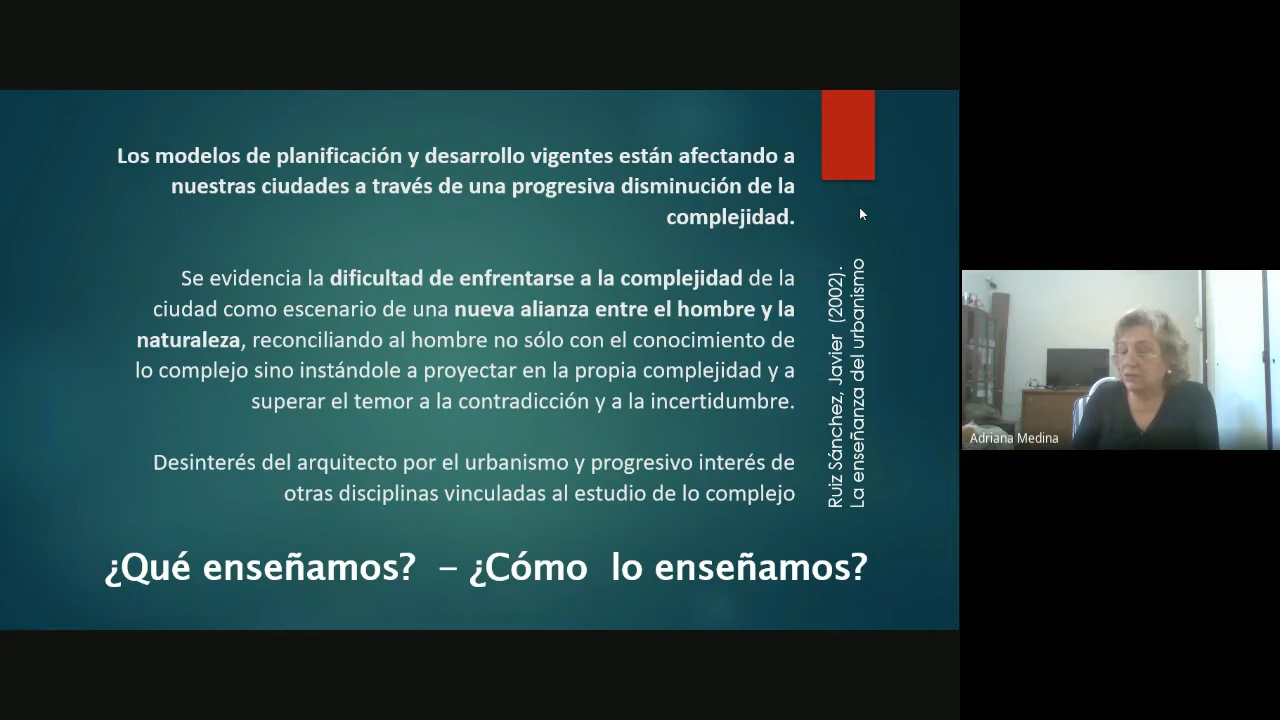 Los modelos de planificación y desarrollo vigentes están afectando a
nuestras ciudades a través de una progresiva disminución de la
complejidad.
Se evidencia la dificultad de enfrentarse a la complejidad de la
ciudad como escenario de una nueva alianza entre el hombre y la
naturaleza, reconciliando al hombre no sólo con el conocimiento de
lo complejo sino instándole a proyectar en la propia complejidad y a
superar el temor a la contradicción y a la incertidumbre.
Desinterés del arquitecto por el urbanismo y progresivo interés de
otras disciplinas vinculadas al estudio de lo complejo
Ruiz Sánchez, Javier (2002).
La enseñanza del urbanismo
¿Qué enseñamos? – ¿Cómo lo enseñamos?
Adriana Medina